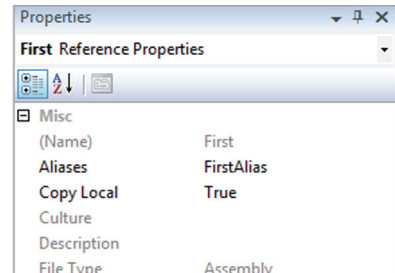 Properties
First Reference Properties
Misc
(Name) First
Aliases FirstAlias
Copy Local True
Culture
Description
File Type Assembly